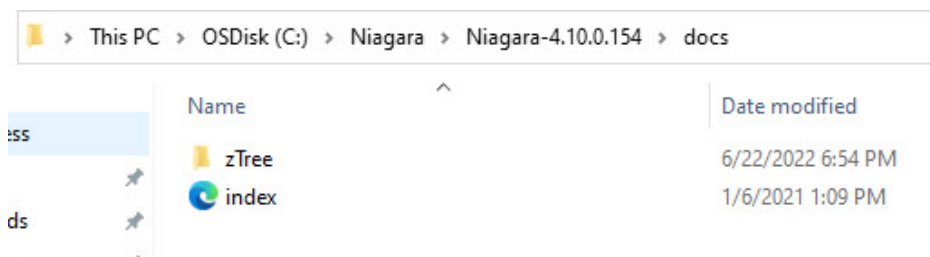 This PC > OSDisk (C:) > Niagara > Niagara-4.10.0.154 > docs
Name Date modified
ess
zTree 6/22/2022 6:54 PM
index 1/6/2021 1:09 PM
ds